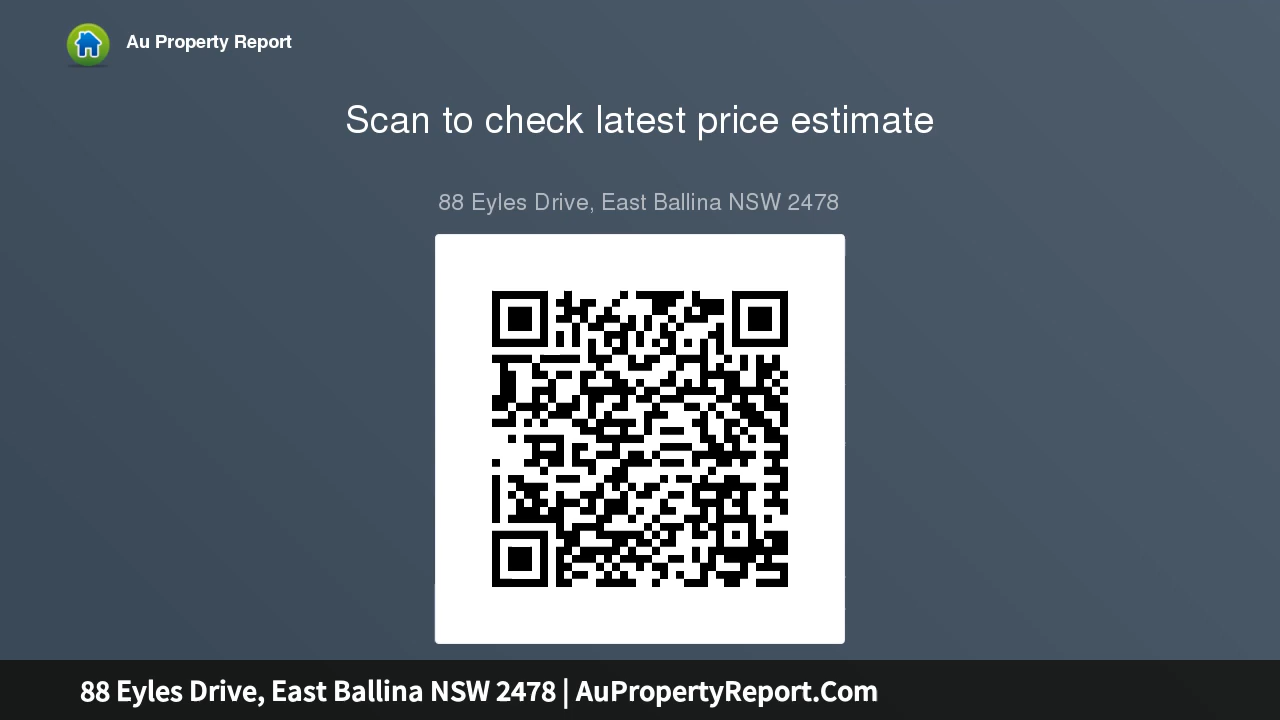 Au Property Report
Scan to check latest price estimate
88 Eyles Drive, East Ballina NSW 2478
88 Eyles Drive, East Ballina NSW 2478 | AuPropertyReport.Com